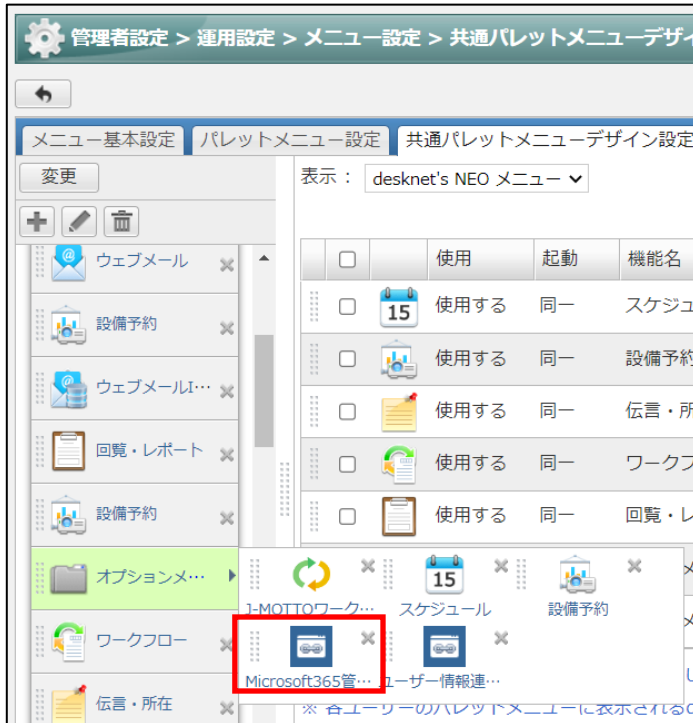 管理者設定 > 運用設定 > メニュー設定 > 共通パレットメニューデザイ
メニュー基本設定
パレットメニュー設定
共通パレットメニューデザイン設定
変更
表示 : desknet's NEO メニュー
使用
起動
機能名
ウェブメール
15
使用する
同一
スケジュ
設備予約
使用する
同一
設備予約
ウェブメールI…
使用する
同一
伝言・所
回覧・レポート
使用する
同一
ワークフ
設備予約
使用する
同一
回覧・レ
オプションメ…
J-MOTTOワーク…
15
スケジュール
設備予約
メ
メ
ワークフロー
Microsoft365管…
ユーザー情報連…
し
伝言・所在
※ 各ユーザーのパレットメニューに表示されるの